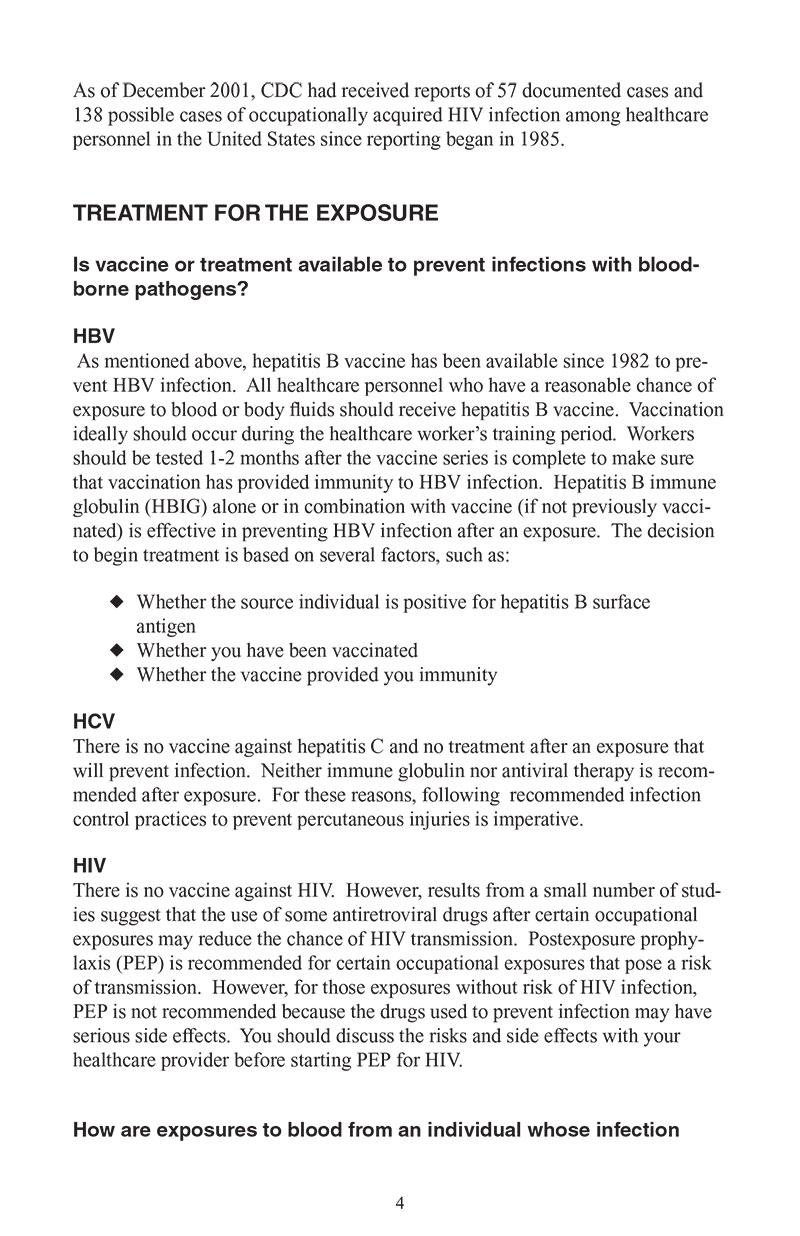 As of December 2001, CDC had received reports of 57 documented cases and
138 possible cases of occupationally acquired HIV infection among healthcare
personnel in the United States since reporting began in 1985.
TREATMENT FOR THE EXPOSURE
Is vaccine or treatment available to prevent infections with blood-
borne pathogens?
HBV
As mentioned above, hepatitis B vaccine has been available since 1982 to pre-
vent HBV infection.  All healthcare personnel who have a reasonable chance of
exposure to blood or body fluids should receive hepatitis B vaccine.  Vaccination
ideally should occur during the healthcare worker’s training period.  Workers
should be tested 1-2 months after the vaccine series is complete to make sure
that vaccination has provided immunity to HBV infection.  Hepatitis B immune
globulin (HBIG) alone or in combination with vaccine (if not previously vacci-
nated) is effective in preventing HBV infection after an exposure.  The decision
to begin treatment is based on several factors, such as:
◆ Whether the source individual is positive for hepatitis B surface
antigen
◆ Whether you have been vaccinated
◆ Whether the vaccine provided you immunity
HCV
There is no vaccine against hepatitis C and no treatment after an exposure that
will prevent infection.  Neither immune globulin nor antiviral therapy is recom-
mended after exposure.  For these reasons, following  recommended infection
control practices to prevent percutaneous injuries is imperative.
HIV
There is no vaccine against HIV.  However, results from a small number of stud-
ies suggest that the use of some antiretroviral drugs after certain occupational
exposures may reduce the chance of HIV transmission.  Postexposure prophy-
laxis (PEP) is recommended for certain occupational exposures that pose a risk
of transmission.  However, for those exposures without risk of HIV infection,
PEP is not recommended because the drugs used to prevent infection may have
serious side effects.  You should discuss the risks and side effects with your
healthcare provider before starting PEP for HIV.
How are exposures to blood from an individual whose infection
4